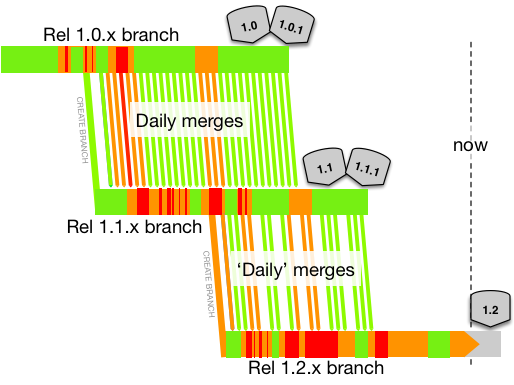 Rel 1.0.x branch
1.0
1.0.1
CREATE BRANCH
Daily merges
now
1.1
1.1.1
Rel 1.1.x branch
CREATE BRANCH
‘Daily’ merges
1.2
Rel 1.2.x branch